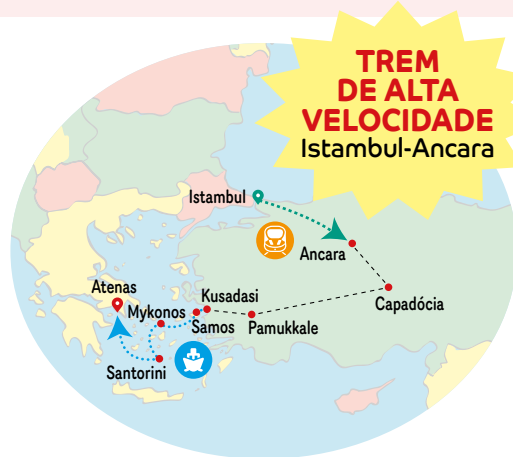 TREM
DE ALTA
VELOCIDADE
Istambul-Ancara
Istambul
Ancara
Atenas
Kusadasi
Mykonos
Capadócia
Samos
Pamukkale
Santorini